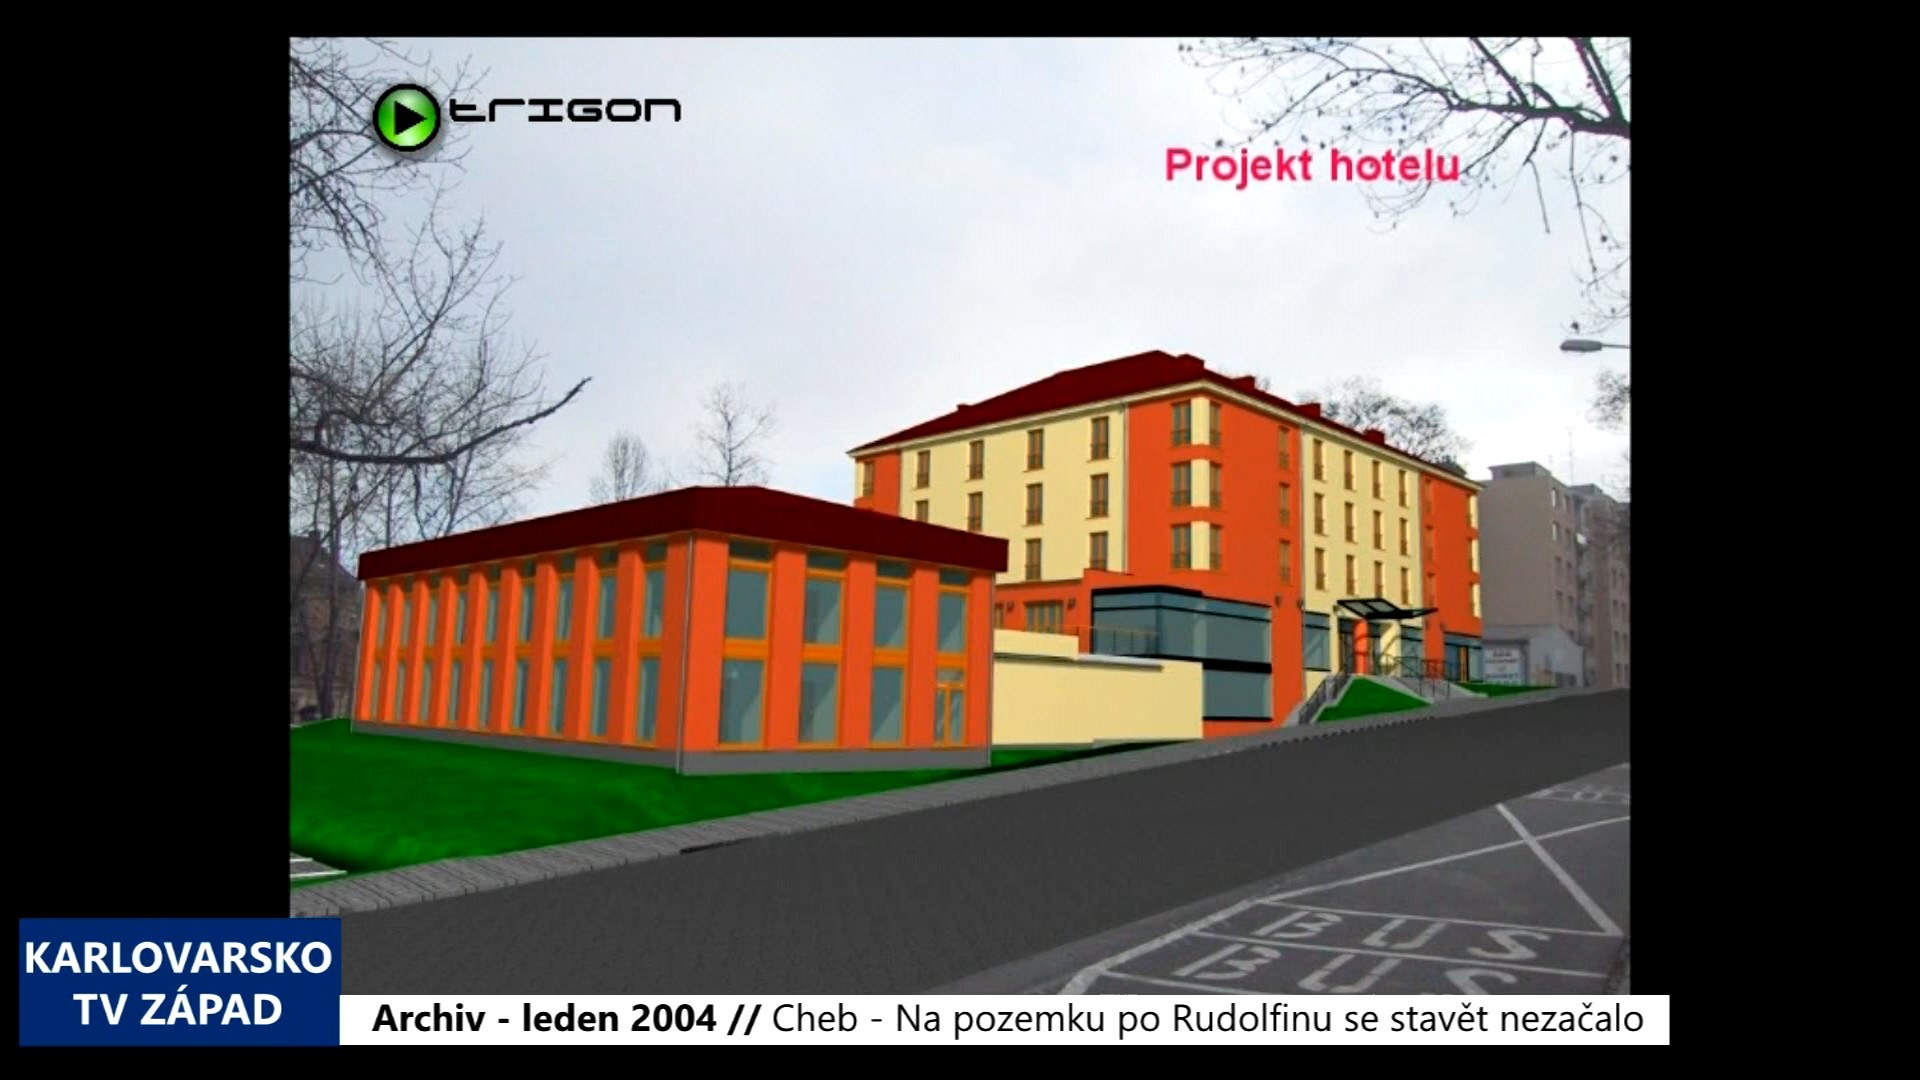 trigon
Projekt hotelu
BUS
BUS
KARLOVARSKO
TV ZÁPAD
Archiv - leden 2004 // Cheb - Na pozemku po Rudolfinu se stavět nezačalo